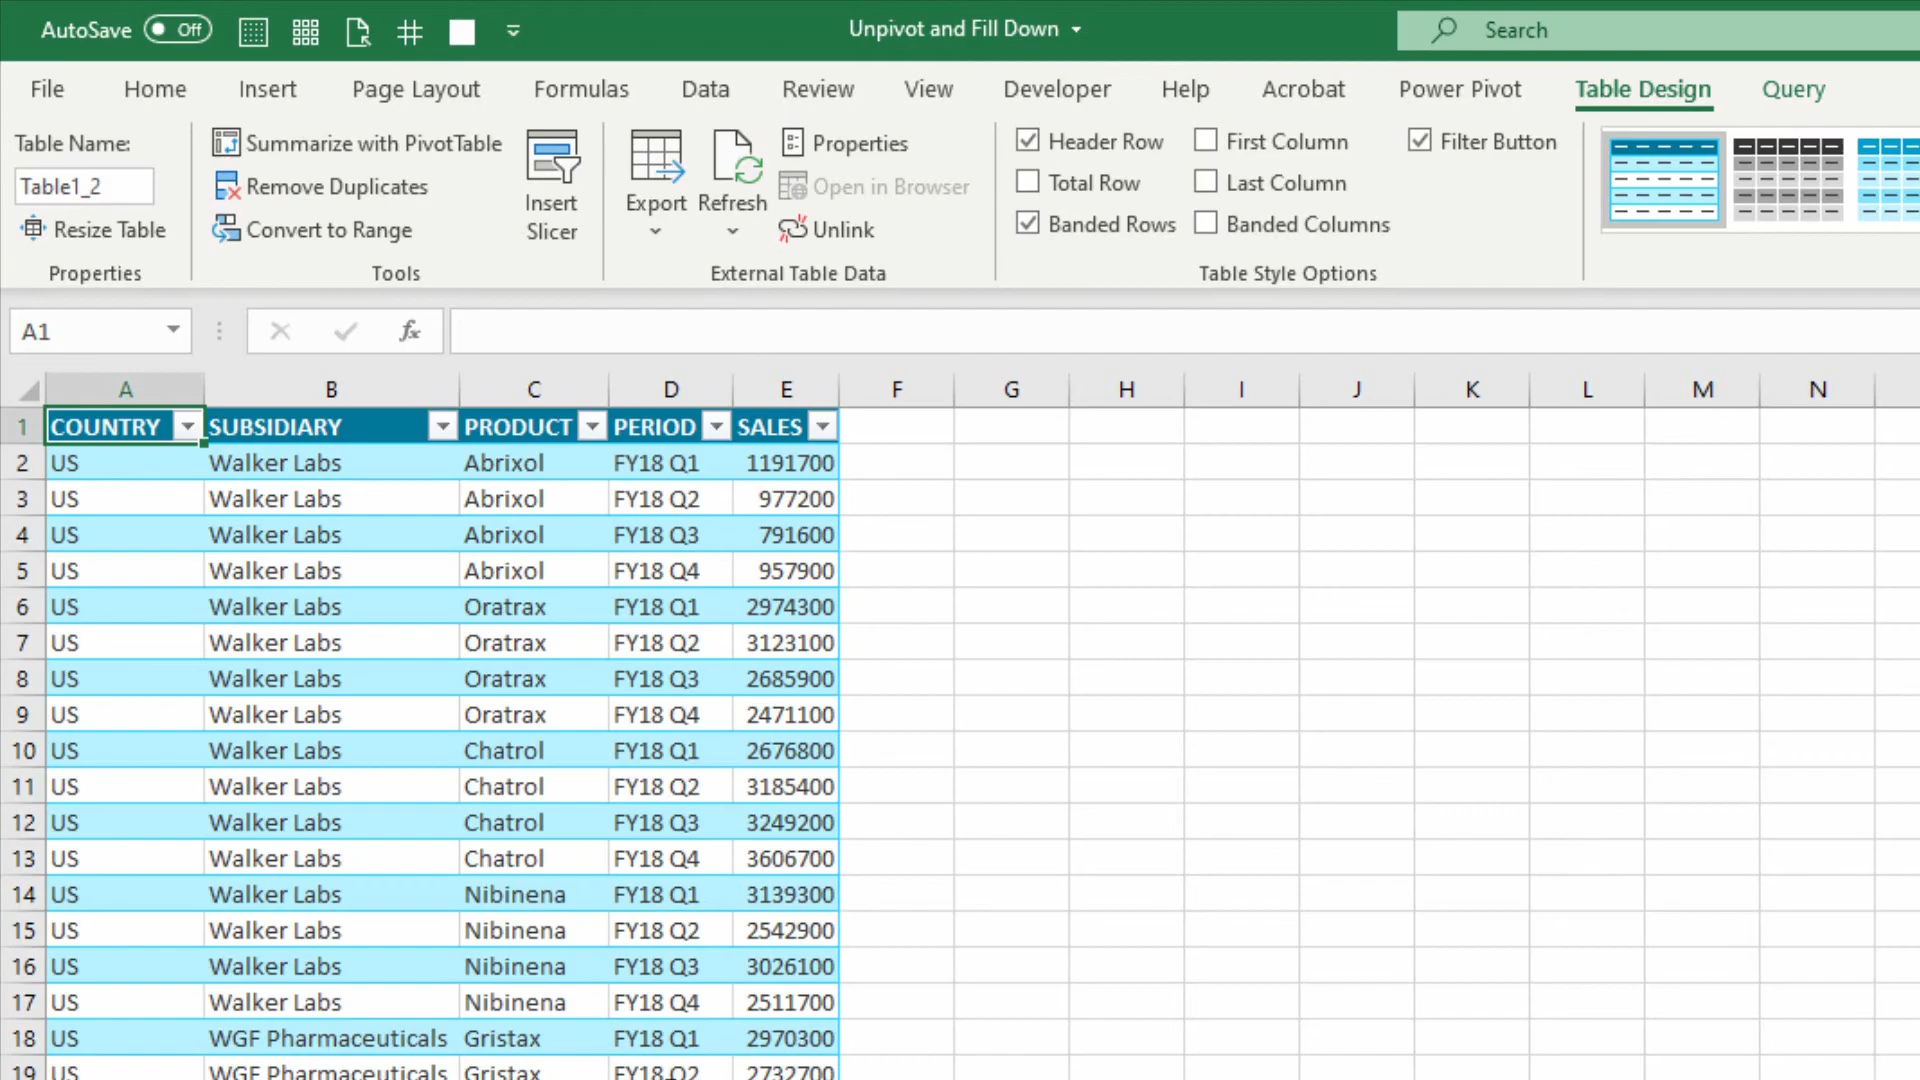 AutoSave Off Unpivot and Fill Down Search
File Home Insert Page Layout Formulas Data Review View Developer Help Acrobat Power Pivot Table Design Query
Table Name:
Table1_2
Resize Table
Properties
Summarize with PivotTable
Remove Duplicates
Convert to Range
Insert
Slicer
Tools
Export
Refresh
Properties
Open in Browser
Unlink
External Table Data
Header Row First Column Filter Button
Total Row Last Column
Banded Rows Banded Columns
Table Style Options
A1 fx
A B C D E F G H I J K L M N
1 COUNTRY SUBSIDIARY PRODUCT PERIOD SALES
2 US Walker Labs Abrixol FY18 Q1 1191700
3 US Walker Labs Abrixol FY18 Q2 977200
4 US Walker Labs Abrixol FY18 Q3 791600
5 US Walker Labs Abrixol FY18 Q4 957900
6 US Walker Labs Oratrax FY18 Q1 2974300
7 US Walker Labs Oratrax FY18 Q2 3123100
8 US Walker Labs Oratrax FY18 Q3 2685900
9 US Walker Labs Oratrax FY18 Q4 2471100
10 US Walker Labs Chatrol FY18 Q1 2676800
11 US Walker Labs Chatrol FY18 Q2 3185400
12 US Walker Labs Chatrol FY18 Q3 3249200
13 US Walker Labs Chatrol FY18 Q4 3606700
14 US Walker Labs Nibinena FY18 Q1 3139300
15 US Walker Labs Nibinena FY18 Q2 2542900
16 US Walker Labs Nibinena FY18 Q3 3026100
17 US Walker Labs Nibinena FY18 Q4 2511700
18 US WGF Pharmaceuticals Gristax FY18 Q1 2970300
19 US WGF Pharmaceuticals Gristax FY18 Q2 2732700